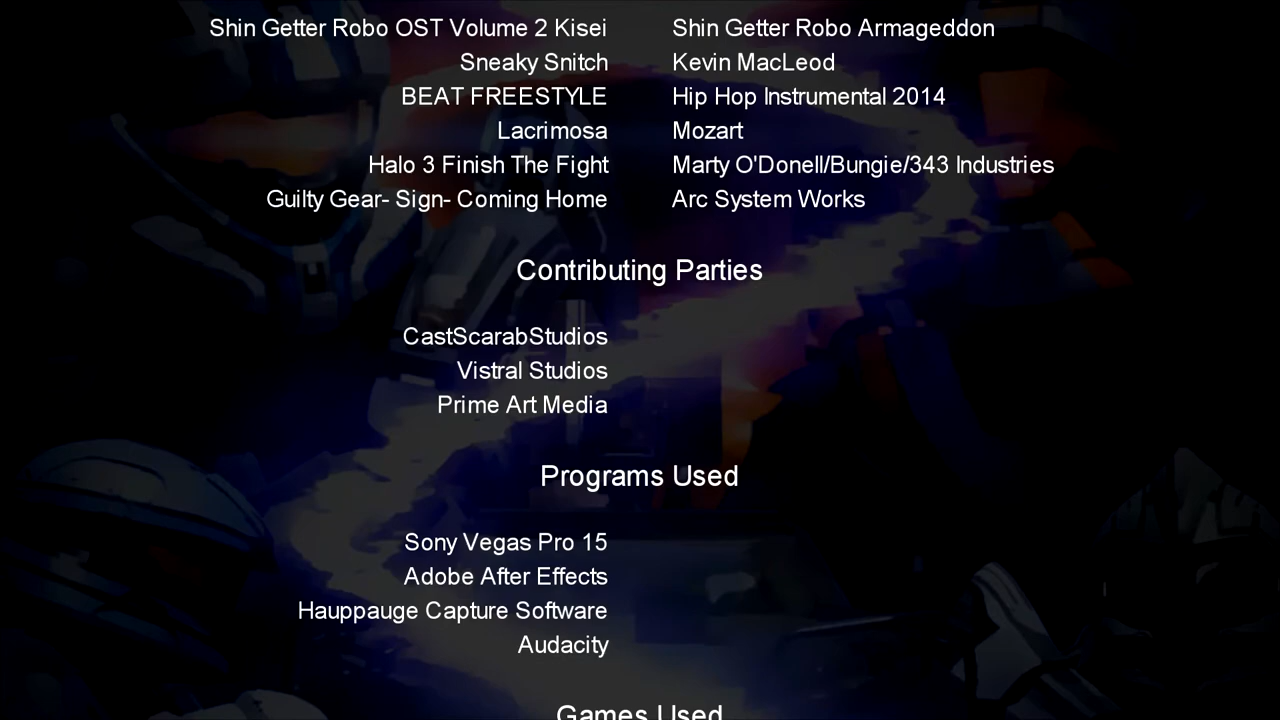 Shin Getter Robo OST Volume 2 Kisei Shin Getter Robo Armageddon
Sneaky Snitch Kevin MacLeod
BEAT FREESTYLE Hip Hop Instrumental 2014
Lacrimosa Mozart
Halo 3 Finish The Fight Marty O'Donell/Bungie/343 Industries
Guilty Gear- Sign- Coming Home Arc System Works
Contributing Parties
CastScarabStudios
Vistral Studios
Prime Art Media
Programs Used
Sony Vegas Pro 15
Adobe After Effects
Hauppauge Capture Software
Audacity
Games Used